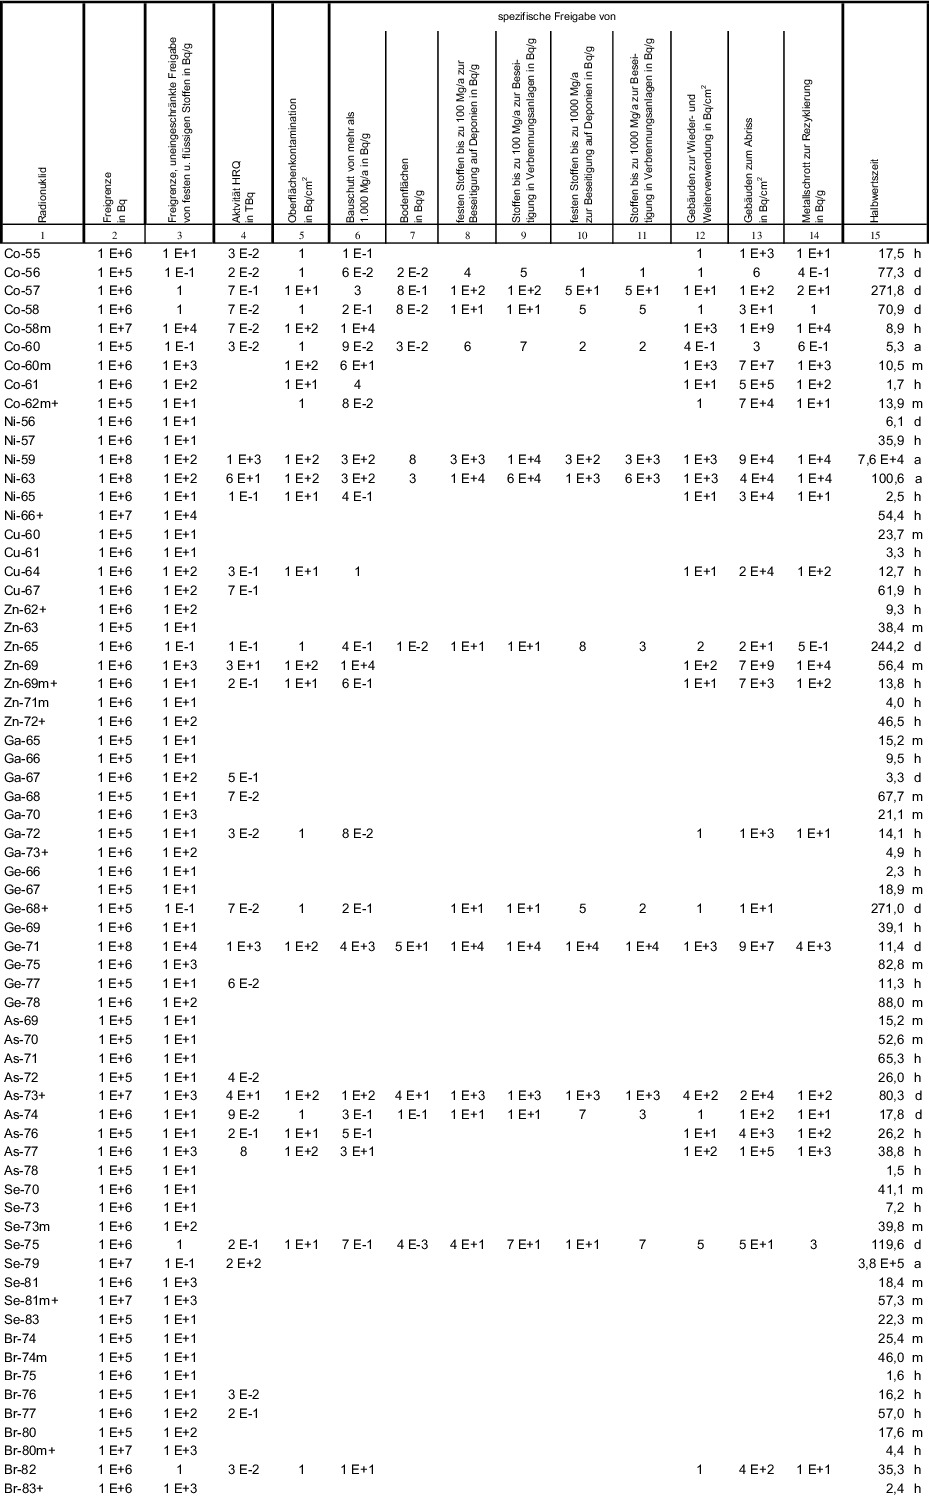 spezifische Freigabe von
Radionuklid
Freigrenze
in Bq
Freigrenze, uneingeschränkte Freigabe
von festen u. flüssigen Stoffen in Bq/g
Aktvität HRQ
in TBq
Oberflächenkontamination
in Bq/cm²
Bauschutt von mehr als
1.000 Mg/a in Bq/g
Bodenflächen
in Bq/g
festen Stoffen bis zu 100 Mg/a zur
Beseitigung auf Deponien in Bq/g
Stoffen bis zu 100 Mg/a zur Besei-
tigung in Verbrennungsanlagen in Bq/g
festen Stoffen bis zu 1000 Mg/a
zur Beseitigung auf Deponien in Bq/g
Stoffen bis zu 1000 Mg/a zur Besei-
tigung in Verbrennungsanlagen in Bq/g
Gebäuden zur Wieder- und
Weiterverwendung in Bq/cm²
Gebäuden zum Abriss
in Bq/cm²
Metallschrott zur Rezyklierung
in Bq/g
Halbwertszeit
1 2 3 4 5 6 7 8 9 10 11 12 13 14 15
Co-55 1 E+6 1 E+1 3 E-2 1 1 E-1 1 1 E+3 1 E+1 17,5 h
Co-56 1 E+5 1 E-1 2 E-2 1 6 E-2 2 E-2 4 5 1 1 1 6 4 E-1 77,3 d
Co-57 1 E+6 1 7 E-1 1 E+1 3 8 E-1 1 E+2 1 E+2 5 E+1 5 E+1 1 E+1 1 E+2 2 E+1 271,8 d
Co-58 1 E+6 1 7 E-2 1 2 E-1 8 E-2 1 E+1 1 E+1 5 5 1 3 E+1 1 70,9 d
Co-58m 1 E+7 1 E+4 7 E-2 1 E+2 1 E+4 1 E+3 1 E+9 1 E+4 8,9 h
Co-60 1 E+5 1 E-1 3 E-2 1 9 E-2 3 E-2 6 7 2 2 4 E-1 3 6 E-1 5,3 a
Co-60m 1 E+6 1 E+3 1 E+2 6 E+1 1 E+3 7 E+7 1 E+3 10,5 m
Co-61 1 E+6 1 E+2 1 E+1 4 1 E+1 5 E+5 1 E+2 1,7 h
Co-62m+ 1 E+5 1 E+1 1 8 E-2 1 7 E+4 1 E+1 13,9 m
Ni-56 1 E+6 1 E+1 6,1 d
Ni-57 1 E+6 1 E+1 35,9 h
Ni-59 1 E+8 1 E+2 1 E+3 1 E+2 3 E+2 8 3 E+3 1 E+4 3 E+2 3 E+3 1 E+3 9 E+4 1 E+4 7,6 E+4 a
Ni-63 1 E+8 1 E+2 6 E+1 1 E+2 3 E+2 3 1 E+4 6 E+4 1 E+3 6 E+3 1 E+3 4 E+4 1 E+4 100,6 a
Ni-65 1 E+6 1 E+1 1 E-1 1 E+1 4 E-1 1 E+1 3 E+4 1 E+1 2,5 h
Ni-66+ 1 E+7 1 E+4 54,4 h
Cu-60 1 E+5 1 E+1 23,7 m
Cu-61 1 E+6 1 E+1 3,3 h
Cu-64 1 E+6 1 E+2 3 E-1 1 E+1 1 1 E+1 2 E+4 1 E+2 12,7 h
Cu-67 1 E+6 1 E+2 7 E-1 61,9 h
Zn-62+ 1 E+6 1 E+2 9,3 h
Zn-63 1 E+5 1 E+1 38,4 m
Zn-65 1 E+6 1 E-1 1 E-1 1 4 E-1 1 E-2 1 E+1 1 E+1 8 3 2 2 E+1 5 E-1 244,2 d
Zn-69 1 E+6 1 E+3 3 E+1 1 E+2 1 E+4 1 E+2 7 E+9 1 E+4 56,4 m
Zn-69m+ 1 E+6 1 E+1 2 E-1 1 E+1 6 E-1 1 E+1 7 E+3 1 E+2 13,8 h
Zn-71m 1 E+6 1 E+1 4,0 h
Zn-72+ 1 E+6 1 E+2 46,5 h
Ga-65 1 E+5 1 E+1 15,2 m
Ga-66 1 E+5 1 E+1 9,5 h
Ga-67 1 E+6 1 E+2 5 E-1 3,3 d
Ga-68 1 E+5 1 E+1 7 E-2 67,7 m
Ga-70 1 E+6 1 E+3 21,1 m
Ga-72 1 E+5 1 E+1 3 E-2 1 8 E-2 1 1 E+3 1 E+1 14,1 h
Ga-73+ 1 E+6 1 E+2 4,9 h
Ge-66 1 E+6 1 E+1 2,3 h
Ge-67 1 E+5 1 E+1 18,9 m
Ge-68+ 1 E+5 1 E-1 7 E-2 1 2 E-1 1 E+1 1 E+1 5 2 1 1 E+1 271,0 d
Ge-69 1 E+6 1 E+1 39,1 h
Ge-71 1 E+8 1 E+4 1 E+3 1 E+2 4 E+3 5 E+1 1 E+4 1 E+4 1 E+4 1 E+4 1 E+3 9 E+7 4 E+3 11,4 d
Ge-75 1 E+6 1 E+3 82,8 m
Ge-77 1 E+5 1 E+1 6 E-2 11,3 h
Ge-78 1 E+6 1 E+2 88,0 m
As-69 1 E+5 1 E+1 15,2 m
As-70 1 E+5 1 E+1 52,6 m
As-71 1 E+6 1 E+1 65,3 h
As-72 1 E+5 1 E+1 4 E-2 26,0 h
As-73+ 1 E+7 1 E+3 4 E+1 1 E+2 1 E+2 4 E+1 1 E+3 1 E+3 1 E+3 1 E+3 4 E+2 2 E+4 1 E+2 80,3 d
As-74 1 E+6 1 E+1 9 E-2 1 3 E-1 1 E-1 1 E+1 1 E+1 7 3 1 1 E+2 1 E+1 17,8 d
As-76 1 E+5 1 E+1 2 E-1 1 E+1 5 E-1 1 E+1 4 E+3 1 E+2 26,2 h
As-77 1 E+6 1 E+3 8 1 E+2 3 E+1 1 E+2 1 E+5 1 E+3 38,8 h
As-78 1 E+5 1 E+1 1,5 h
Se-70 1 E+6 1 E+1 41,1 m
Se-73 1 E+6 1 E+1 7,2 h
Se-73m 1 E+6 1 E+2 39,8 m
Se-75 1 E+6 1 2 E-1 1 E+1 7 E-1 4 E-3 4 E+1 7 E+1 1 E+1 7 5 5 E+1 3 119,6 d
Se-79 1 E+7 1 E-1 2 E+2 3,8 E+5 a
Se-81 1 E+6 1 E+3 18,4 m
Se-81m+ 1 E+7 1 E+3 57,3 m
Se-83 1 E+5 1 E+1 22,3 m
Br-74 1 E+5 1 E+1 25,4 m
Br-74m 1 E+5 1 E+1 46,0 m
Br-75 1 E+6 1 E+1 1,6 h
Br-76 1 E+5 1 E+1 3 E-2 16,2 h
Br-77 1 E+6 1 E+2 2 E-1 57,0 h
Br-80 1 E+5 1 E+2 17,6 m
Br-80m+ 1 E+7 1 E+3 4,4 h
Br-82 1 E+6 1 3 E-2 1 1 E+1 1 4 E+2 1 E+1 35,3 h
Br-83+ 1 E+6 1 E+3 2,4 h